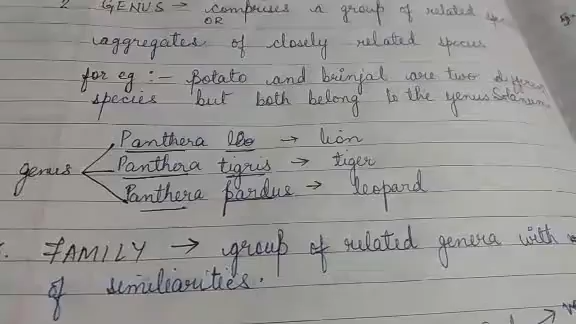 2 GENUS → comprises a group of related
OR
aggregates of closely related species
for eg :- Potato and brinjal are two
species but both belong to the genus Solanum
Panthera leo → lion
genus Panthera tigris → tiger
Panthera pardus → leopard
FAMILY → group of related genera with
of similiarities.